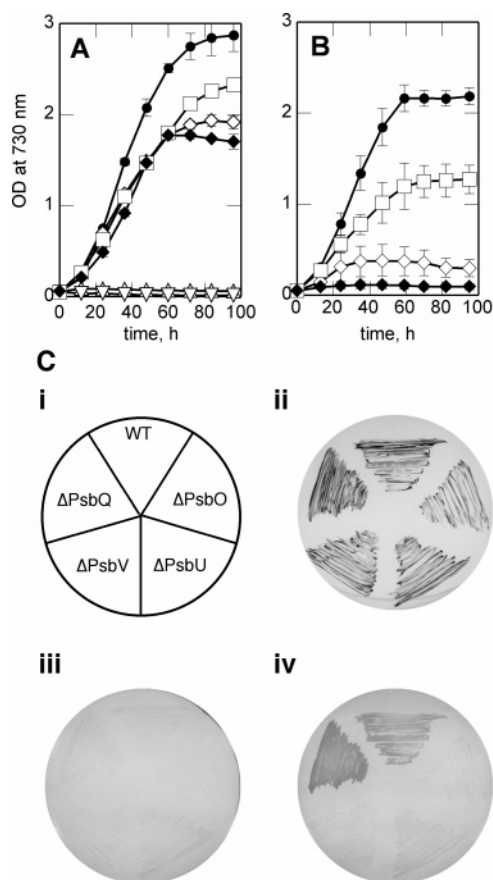 A
B
OD at 730 nm
3
2
1
0
0 20 40 60 80 100
time, h
3
2
1
0
0 20 40 60 80 100
time, h
C
i
ii
WT
ΔPsbQ
ΔPsbO
ΔPsbV
ΔPsbU
iii
iv